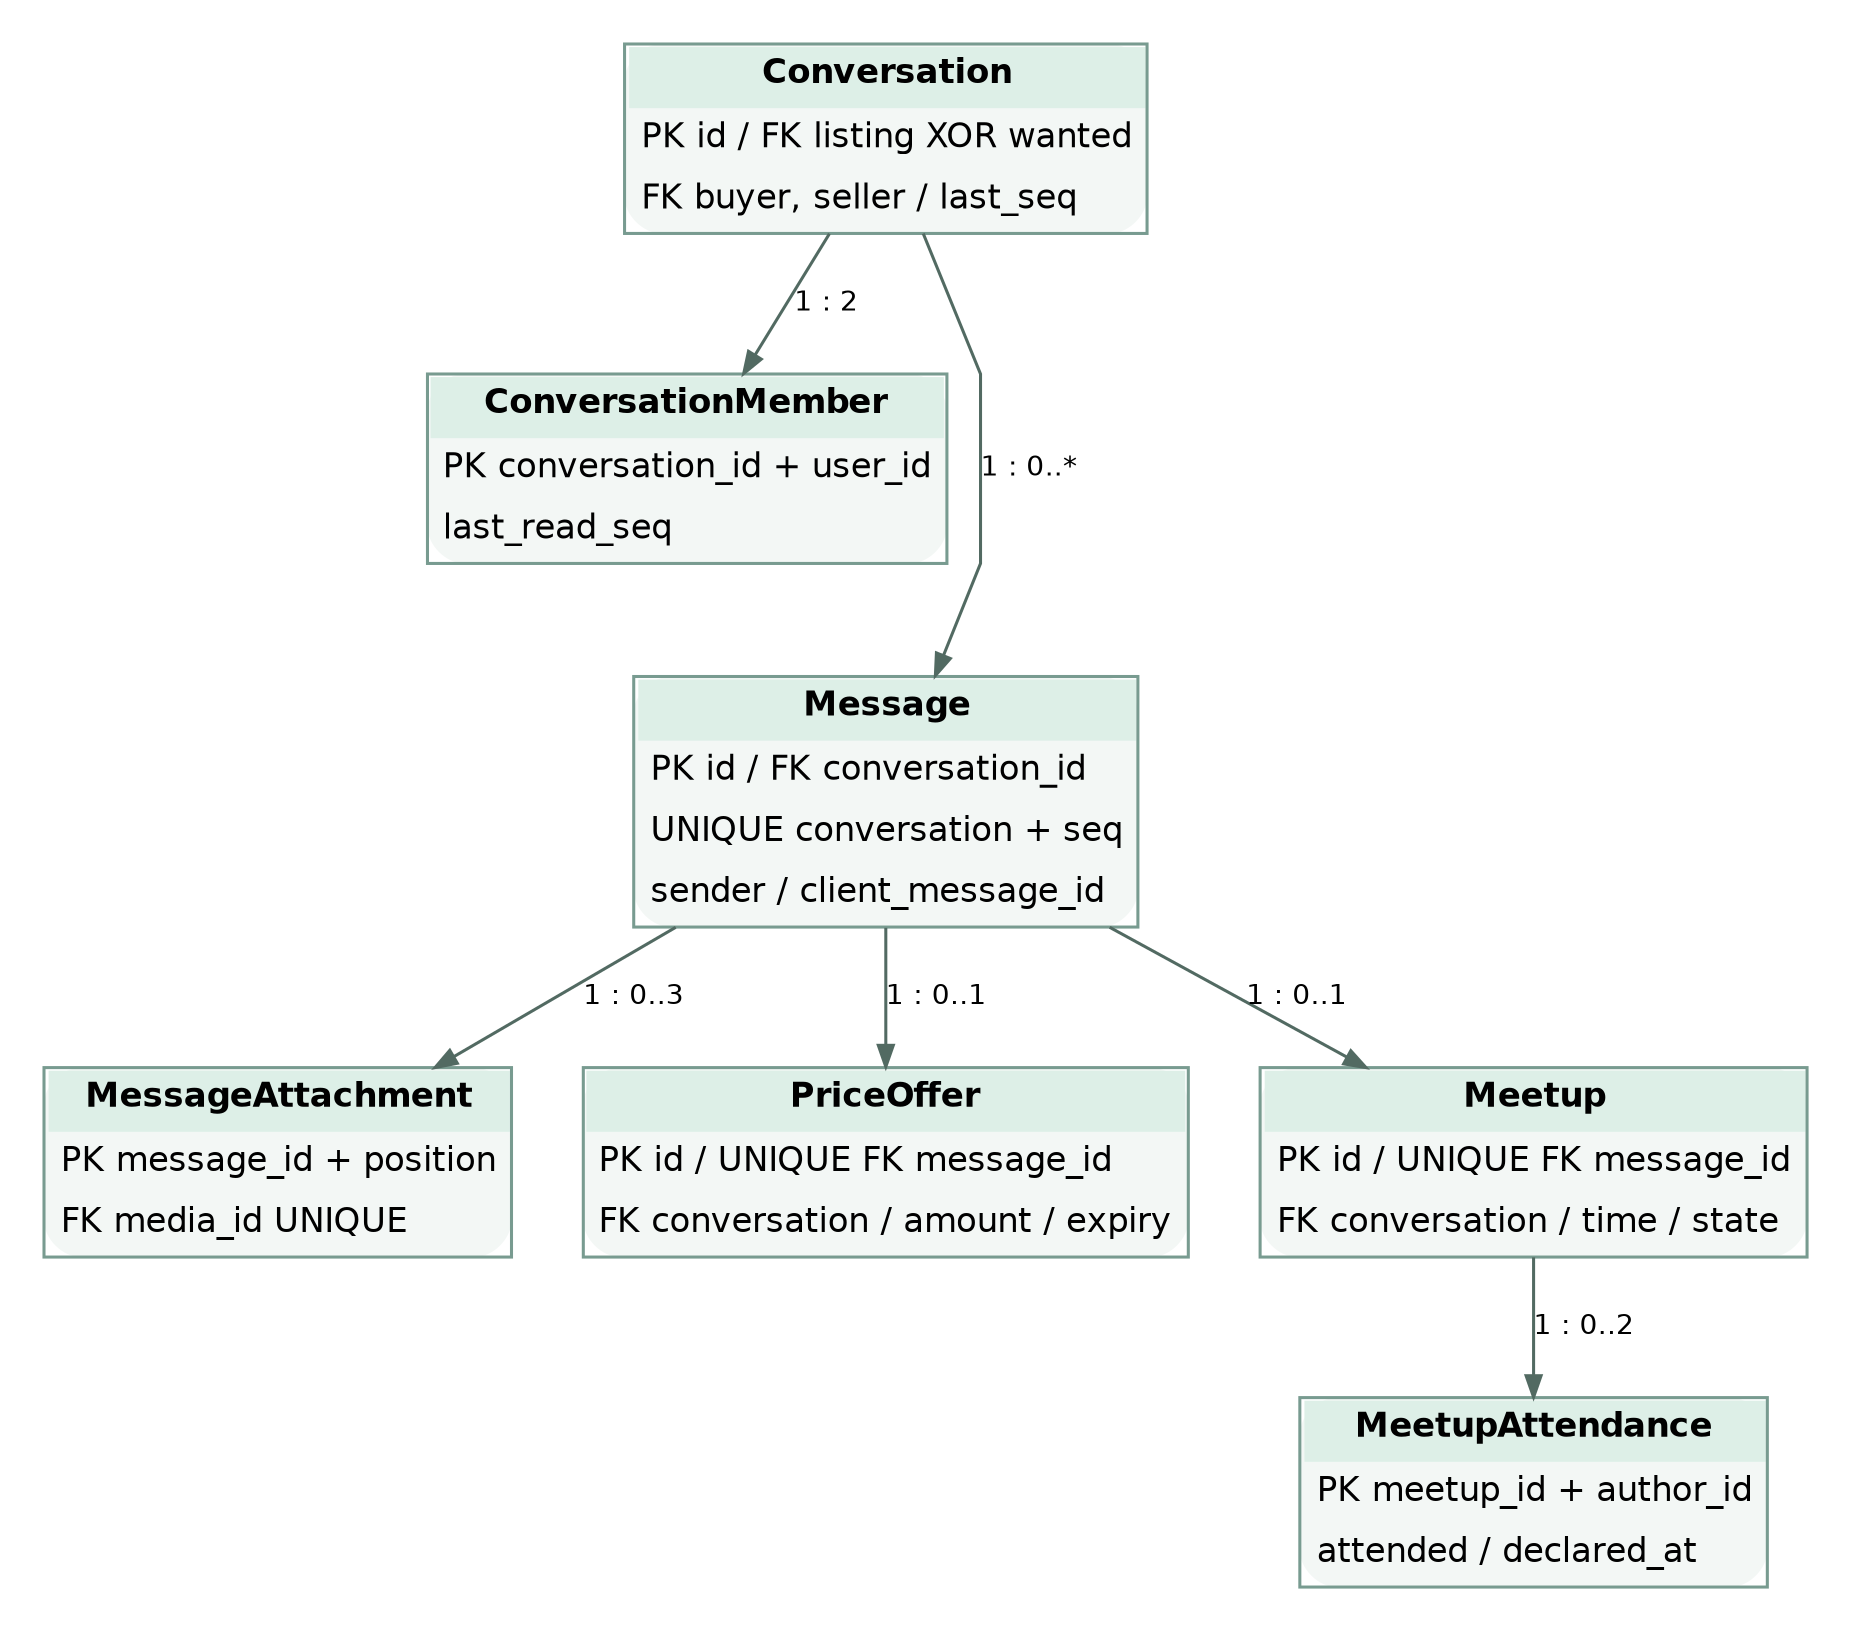 Conversation
PK id / FK listing XOR wanted
FK buyer, seller / last_seq
1 : 2
ConversationMember
PK conversation_id + user_id
last_read_seq
1 : 0..*
Message
PK id / FK conversation_id
UNIQUE conversation + seq
sender / client_message_id
1 : 0..3
1 : 0..1
1 : 0..1
MessageAttachment
PK message_id + position
FK media_id UNIQUE
PriceOffer
PK id / UNIQUE FK message_id
FK conversation / amount / expiry
Meetup
PK id / UNIQUE FK message_id
FK conversation / time / state
1 : 0..2
MeetupAttendance
PK meetup_id + author_id
attended / declared_at